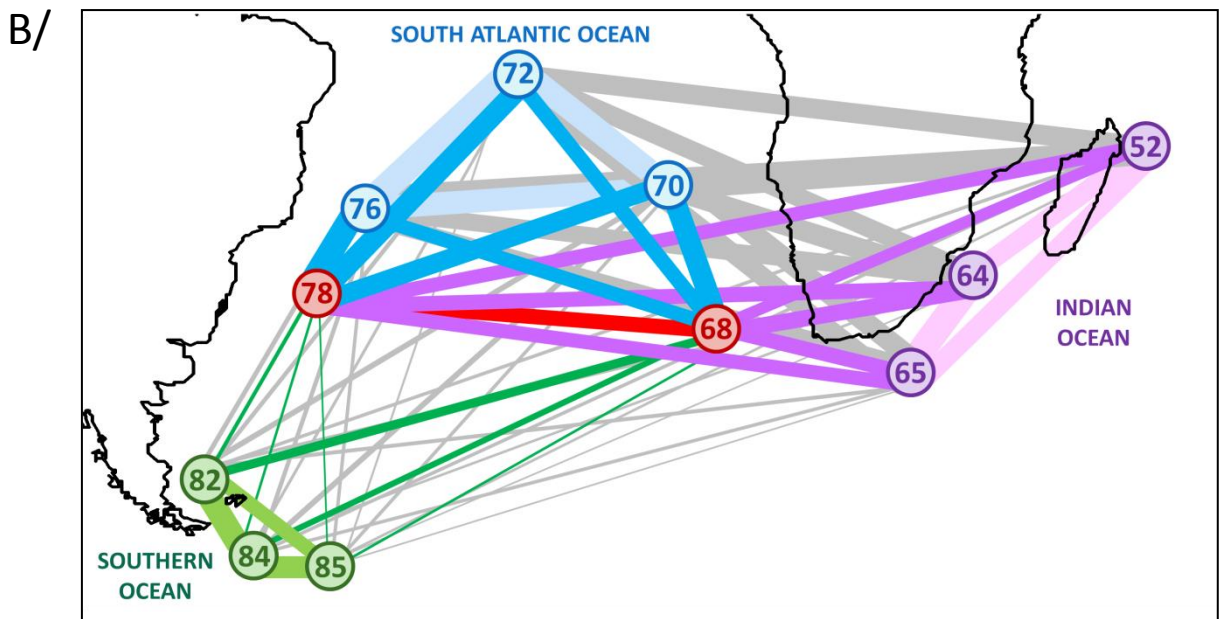 B/
SOUTH ATLANTIC OCEAN
72
52
70
76
64
78
INDIAN
OCEAN
68
65
82
84
85
SOUTHERN
OCEAN